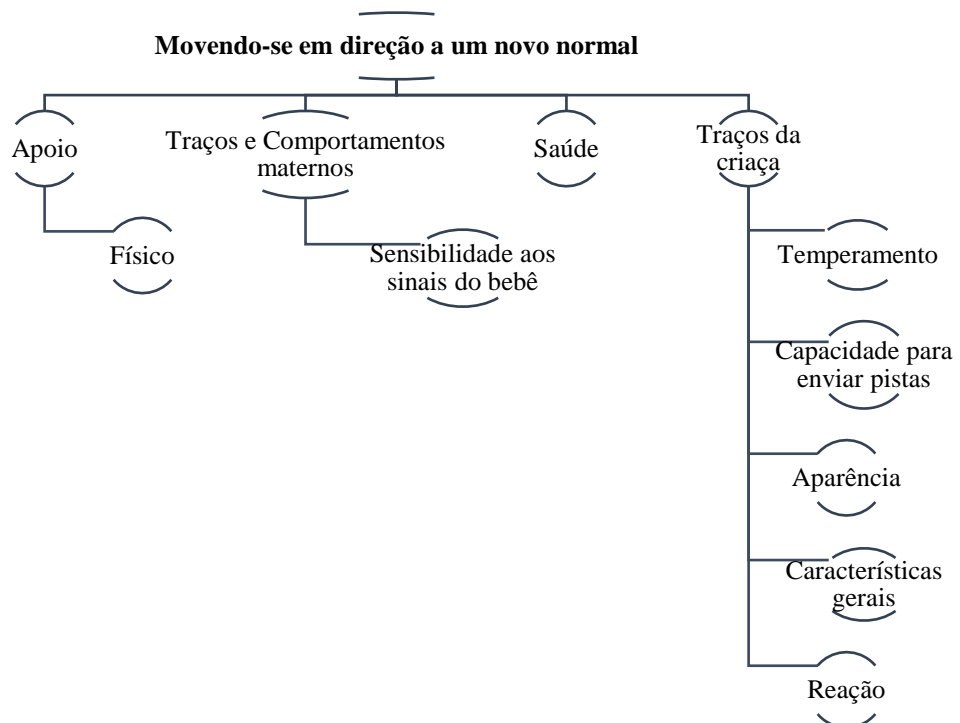 Movendo-se em direção a um novo normal
Apoio
Traços e Comportamentos
maternos
Saúde
Traços da
criaça
Físico
Sensibilidade aos
sinais do bebê
Temperamento
Capacidade para
enviar pistas
Aparência
Características
gerais
Reação